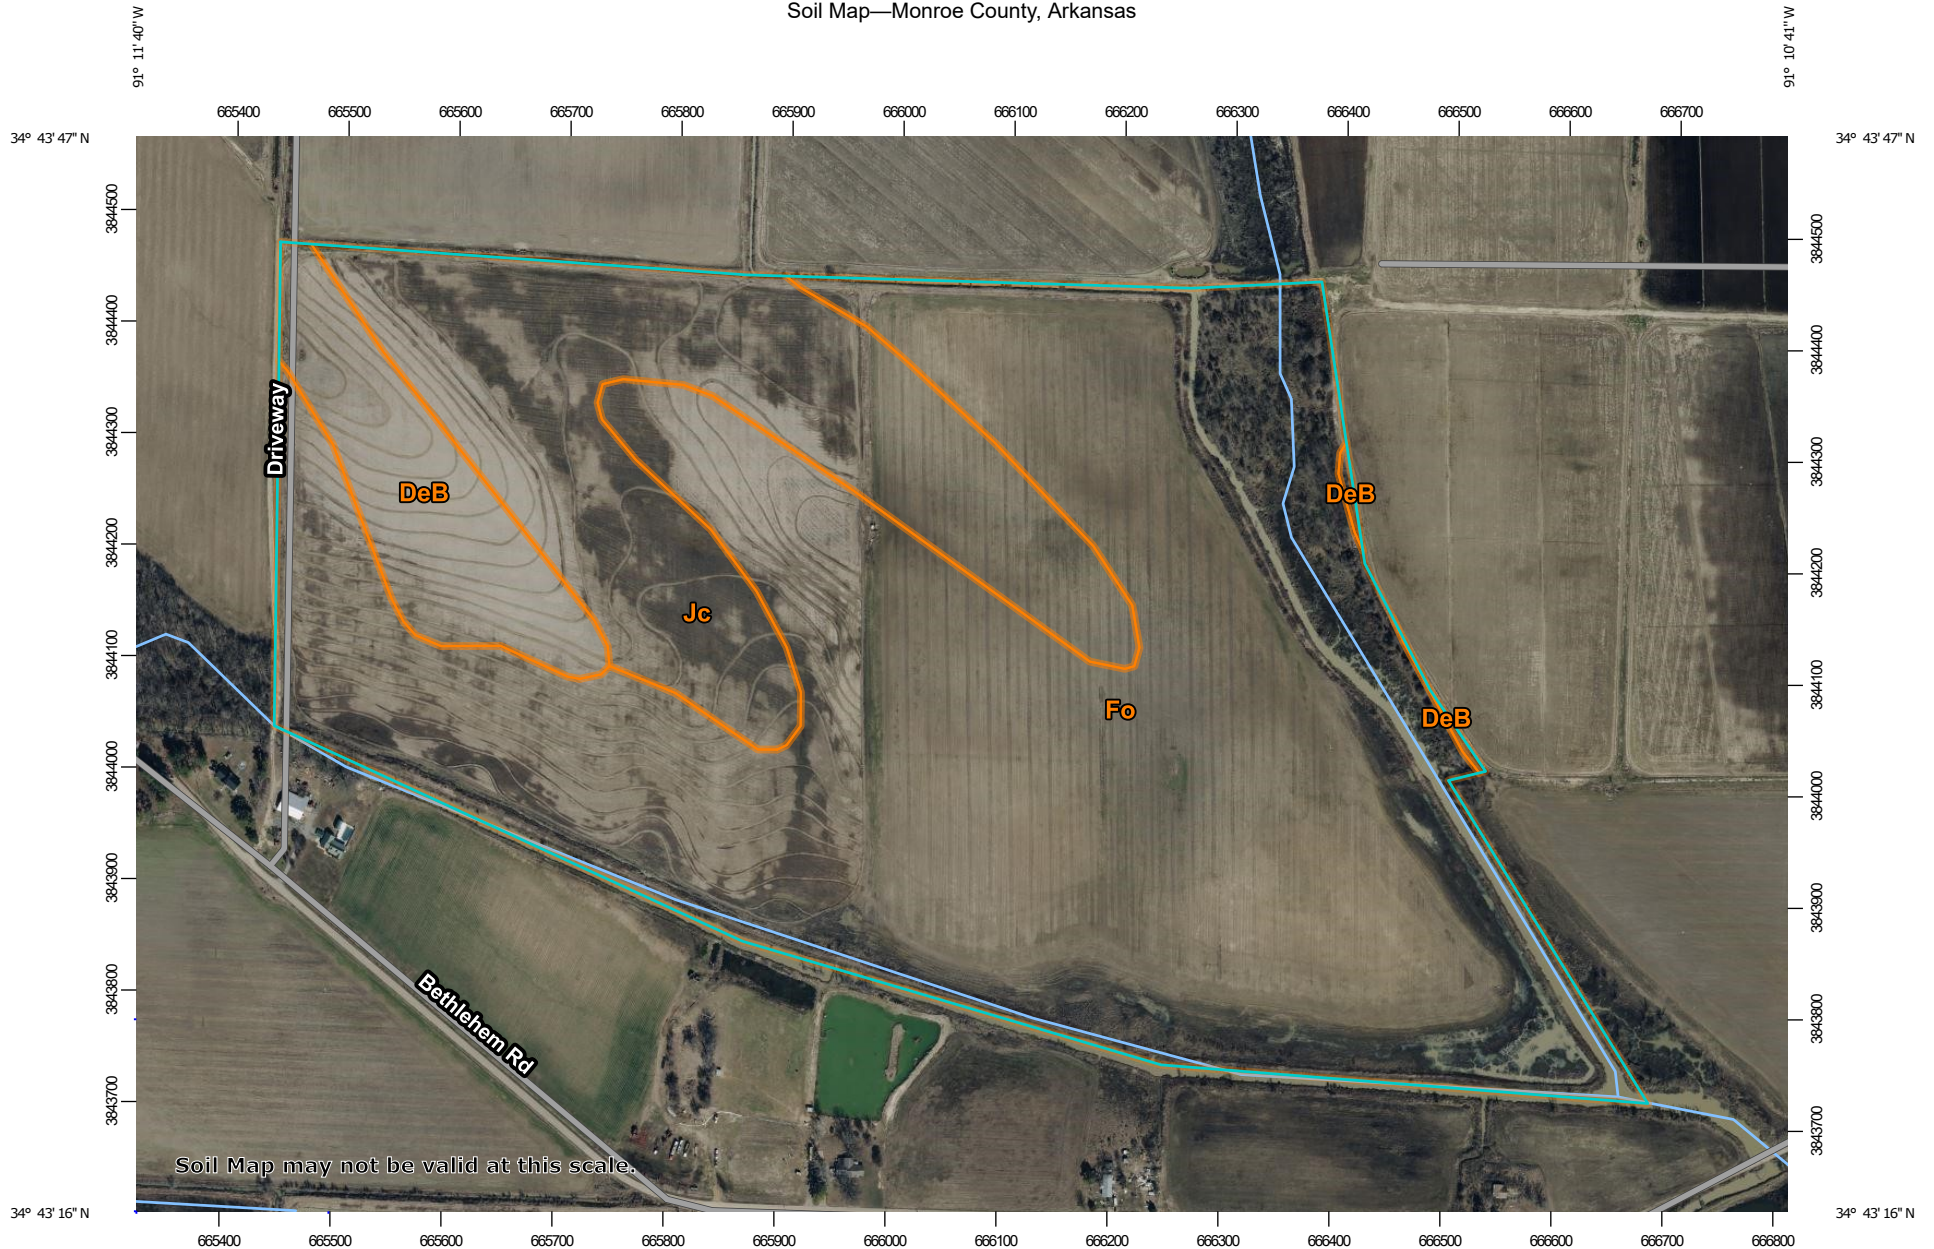 Soil Map—Monroe County, Arkansas
91° 11' 40'' W
91° 10' 41'' W
665400 665500 665600 665700 665800 665900 666000 666100 666200 666300 666400 666500 666600 666700
34° 43' 47'' N
34° 43' 47'' N
3844500
3844500
3844400
3844400
3844300
3844300
3844200
3844200
3844100
3844100
3844000
3844000
3843900
3843900
3843800
3843800
3843700
3843700
Driveway
DeB
DeB
Jc
Fo
DeB
Bethlehem Rd
Soil Map may not be valid at this scale.
34° 43' 16'' N
34° 43' 16'' N
665400 665500 665600 665700 665800 665900 666000 666100 666200 666300 666400 666500 666600 666700 666800